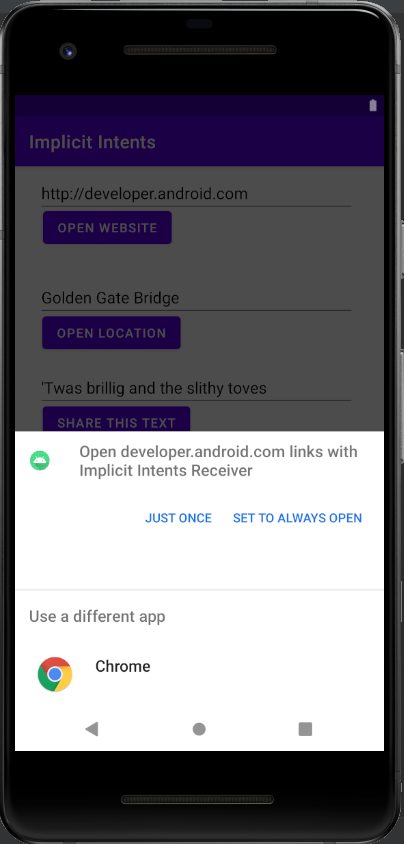 Implicit Intents
http://developer.android.com
OPEN WEBSITE
Golden Gate Bridge
OPEN LOCATION
'Twas brillig and the slithy toves
SHARE THIS TEXT
Open developer.android.com links with
Implicit Intents Receiver
JUST ONCE SET TO ALWAYS OPEN
Use a different app
Chrome